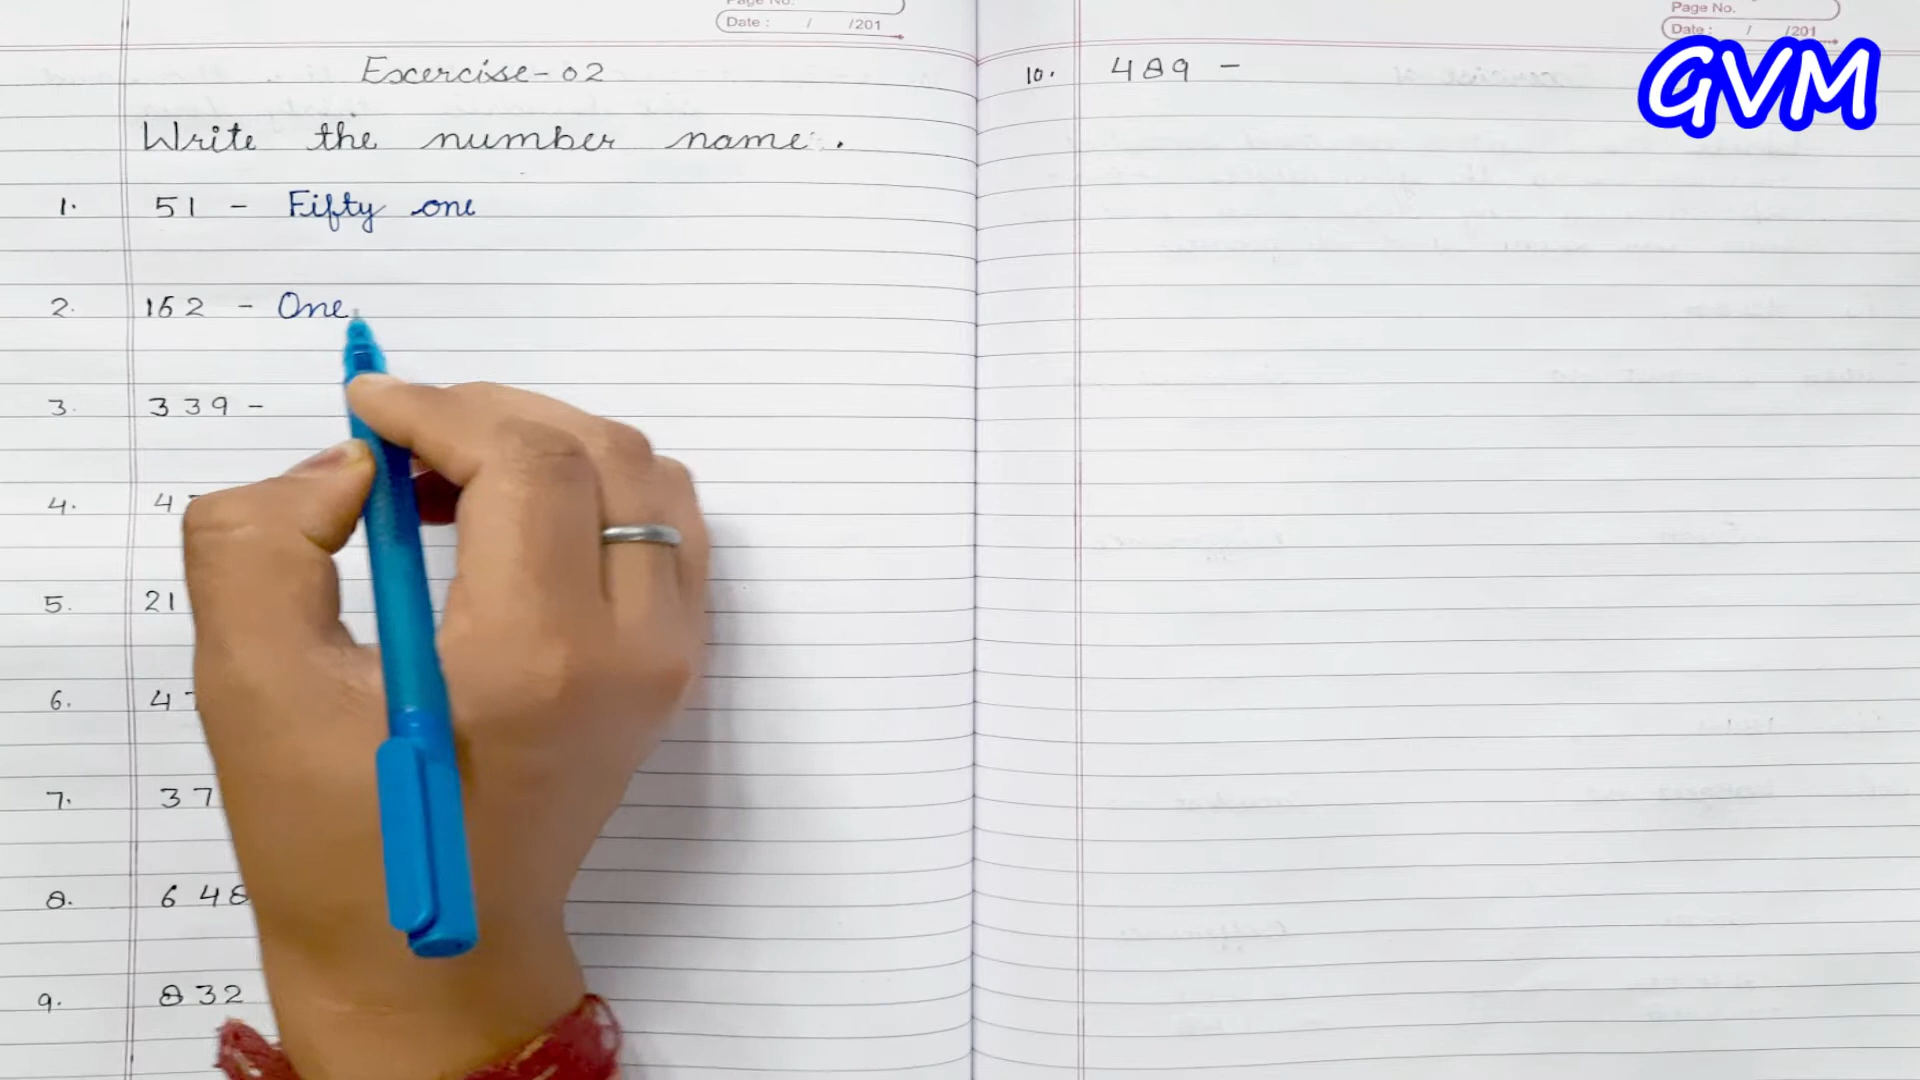 Page No.
Date : / /201
Excercise-02
Write the number name.
1. 51 - Fifty one
2. 162 - One
3. 339 -
4. 4
5. 21
6. 47
7. 37
8. 648
9. 832
Page No.
Date : / /201
10. 489 -
GVM